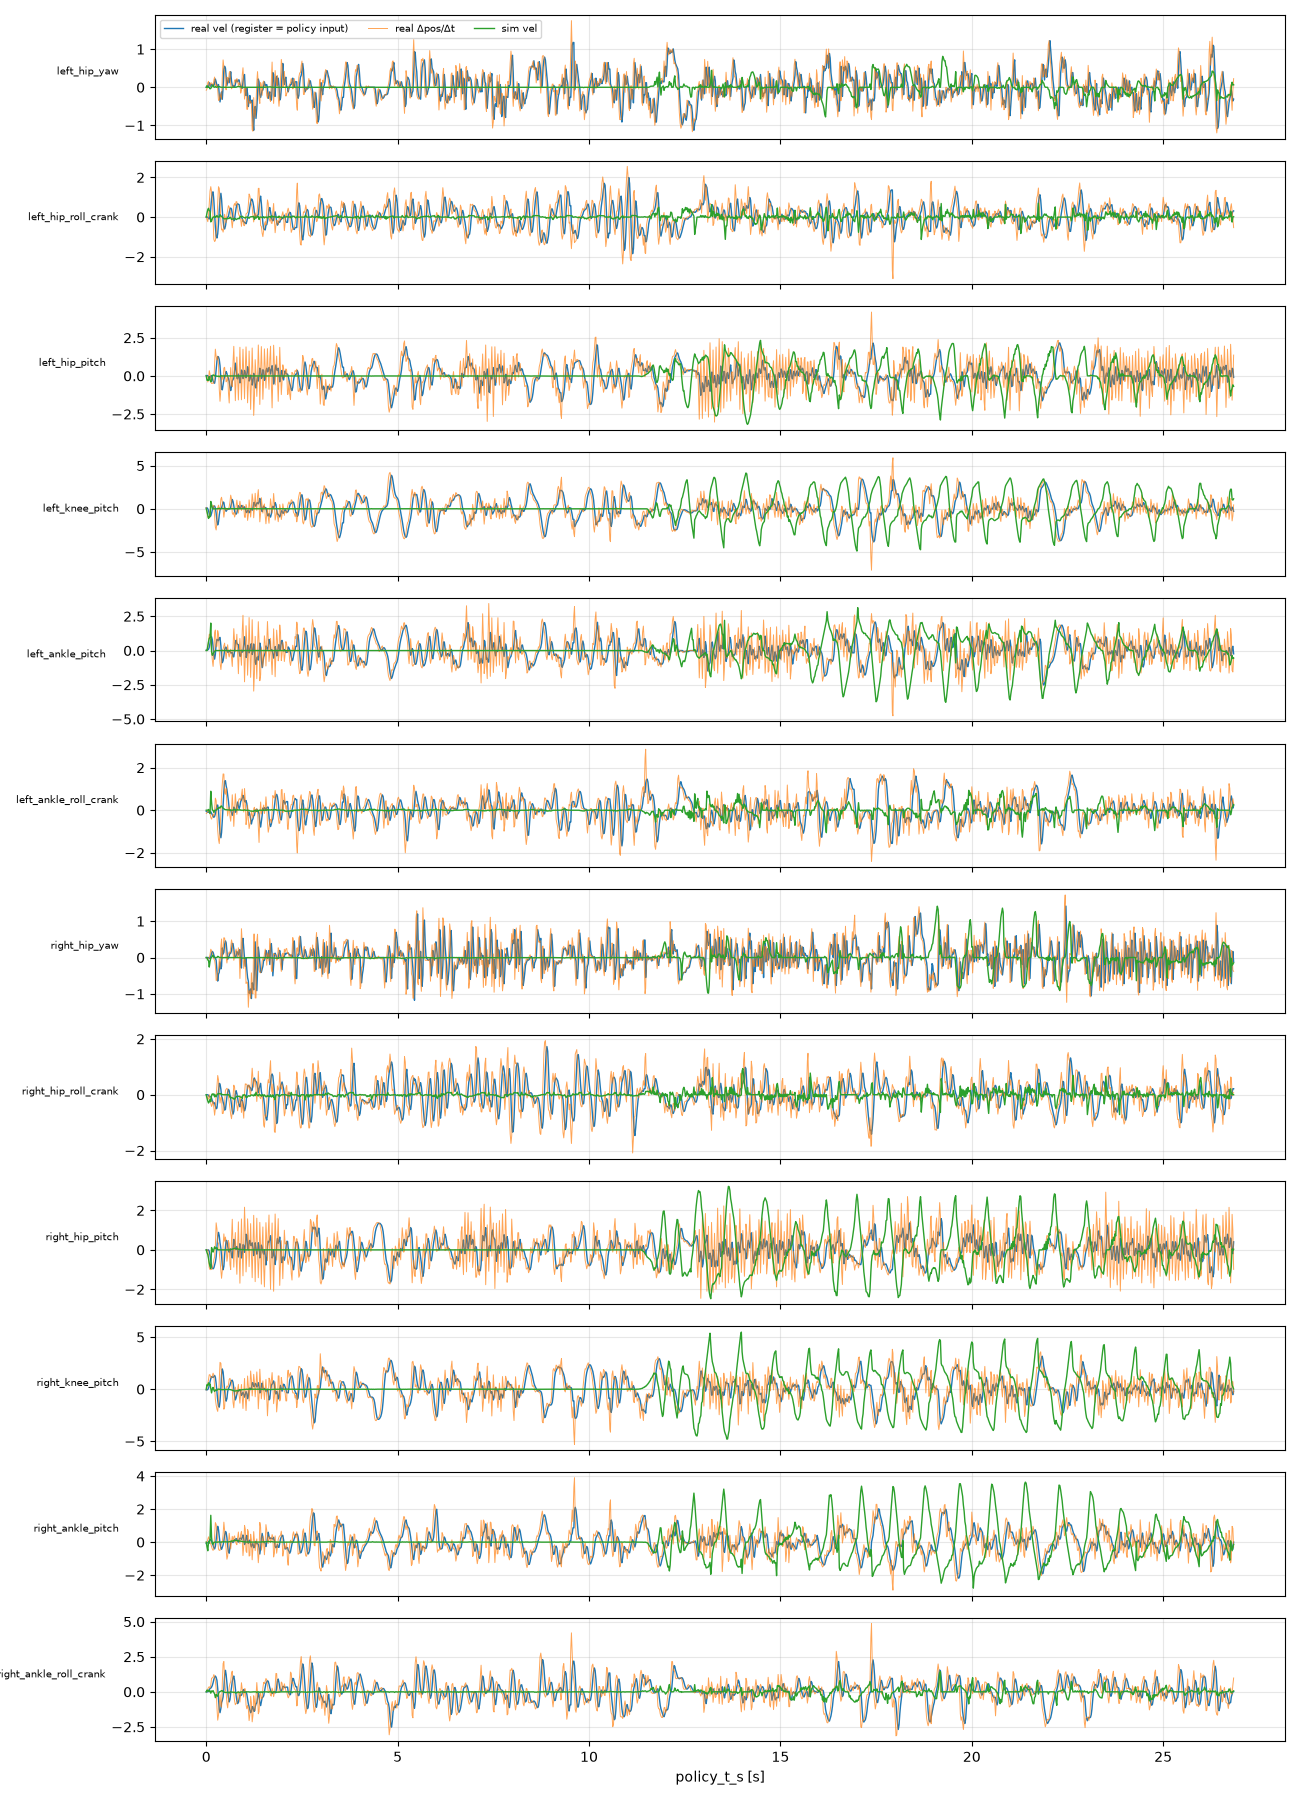 real vel (register = policy input)
real Δpos/Δt
sim vel
1
0
−1
left_hip_yaw
2
0
−2
left_hip_roll_crank
2.5
0.0
−2.5
left_hip_pitch
5
0
−5
left_knee_pitch
2.5
0.0
−2.5
−5.0
left_ankle_pitch
2
0
−2
left_ankle_roll_crank
1
0
−1
right_hip_yaw
2
0
−2
right_hip_roll_crank
2
0
−2
right_hip_pitch
5
0
−5
right_knee_pitch
4
2
0
−2
right_ankle_pitch
5.0
2.5
0.0
−2.5
right_ankle_roll_crank
0 5 10 15 20 25
policy_t_s [s]